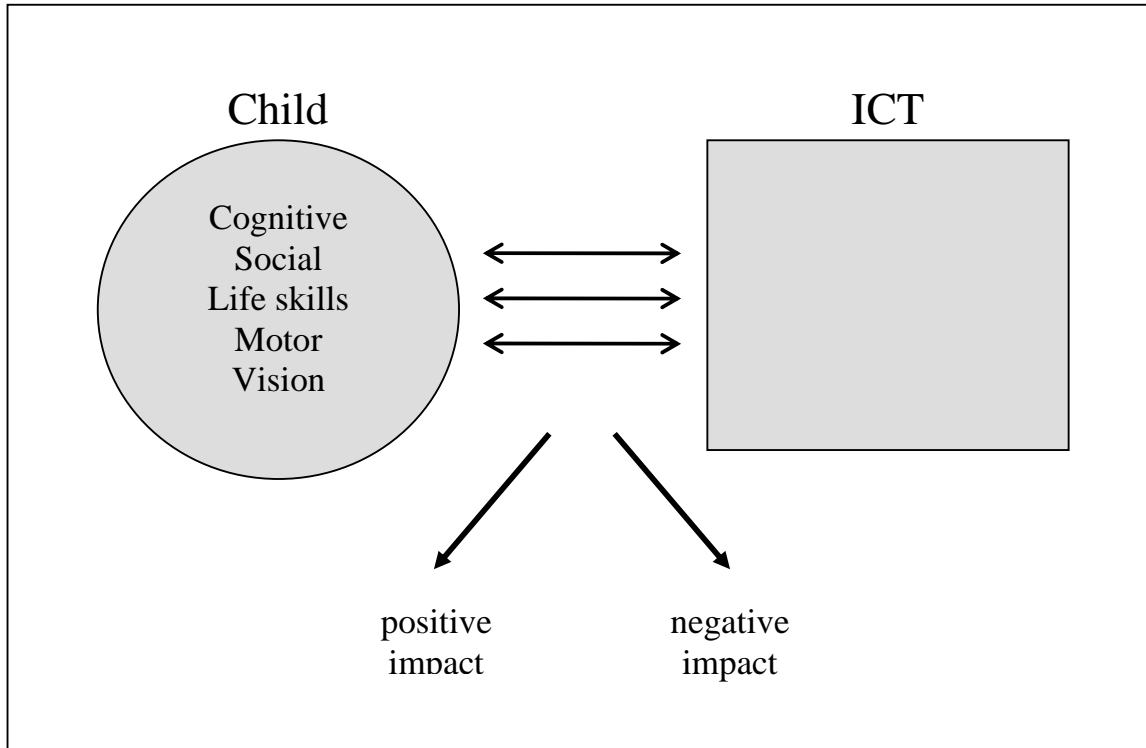 Child
ICT
Cognitive
Social
Life skills
Motor
Vision
positive
impact
negative
impact